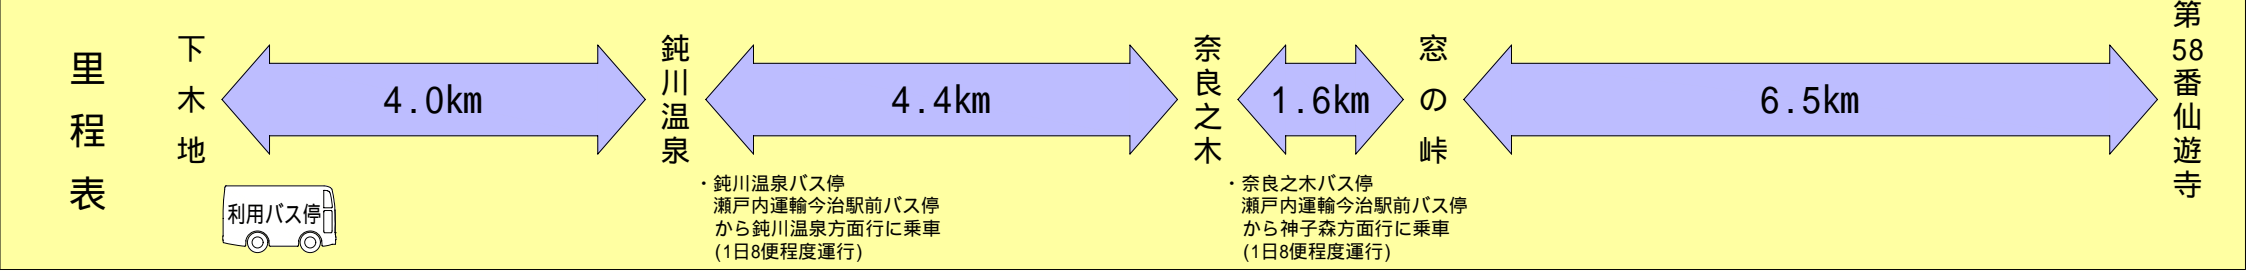 里程表
下木地
4.0km
鈍川温泉
4.4km
奈良之木
1.6km
窓の峠
6.5km
第58番仙遊寺
利用バス停
・鈍川温泉バス停
瀬戸内運輸今治駅前バス停
から鈍川温泉方面行に乗車
(1日8便程度運行)
・奈良之木バス停
瀬戸内運輸今治駅前バス停
から神子森方面行に乗車
(1日8便程度運行)